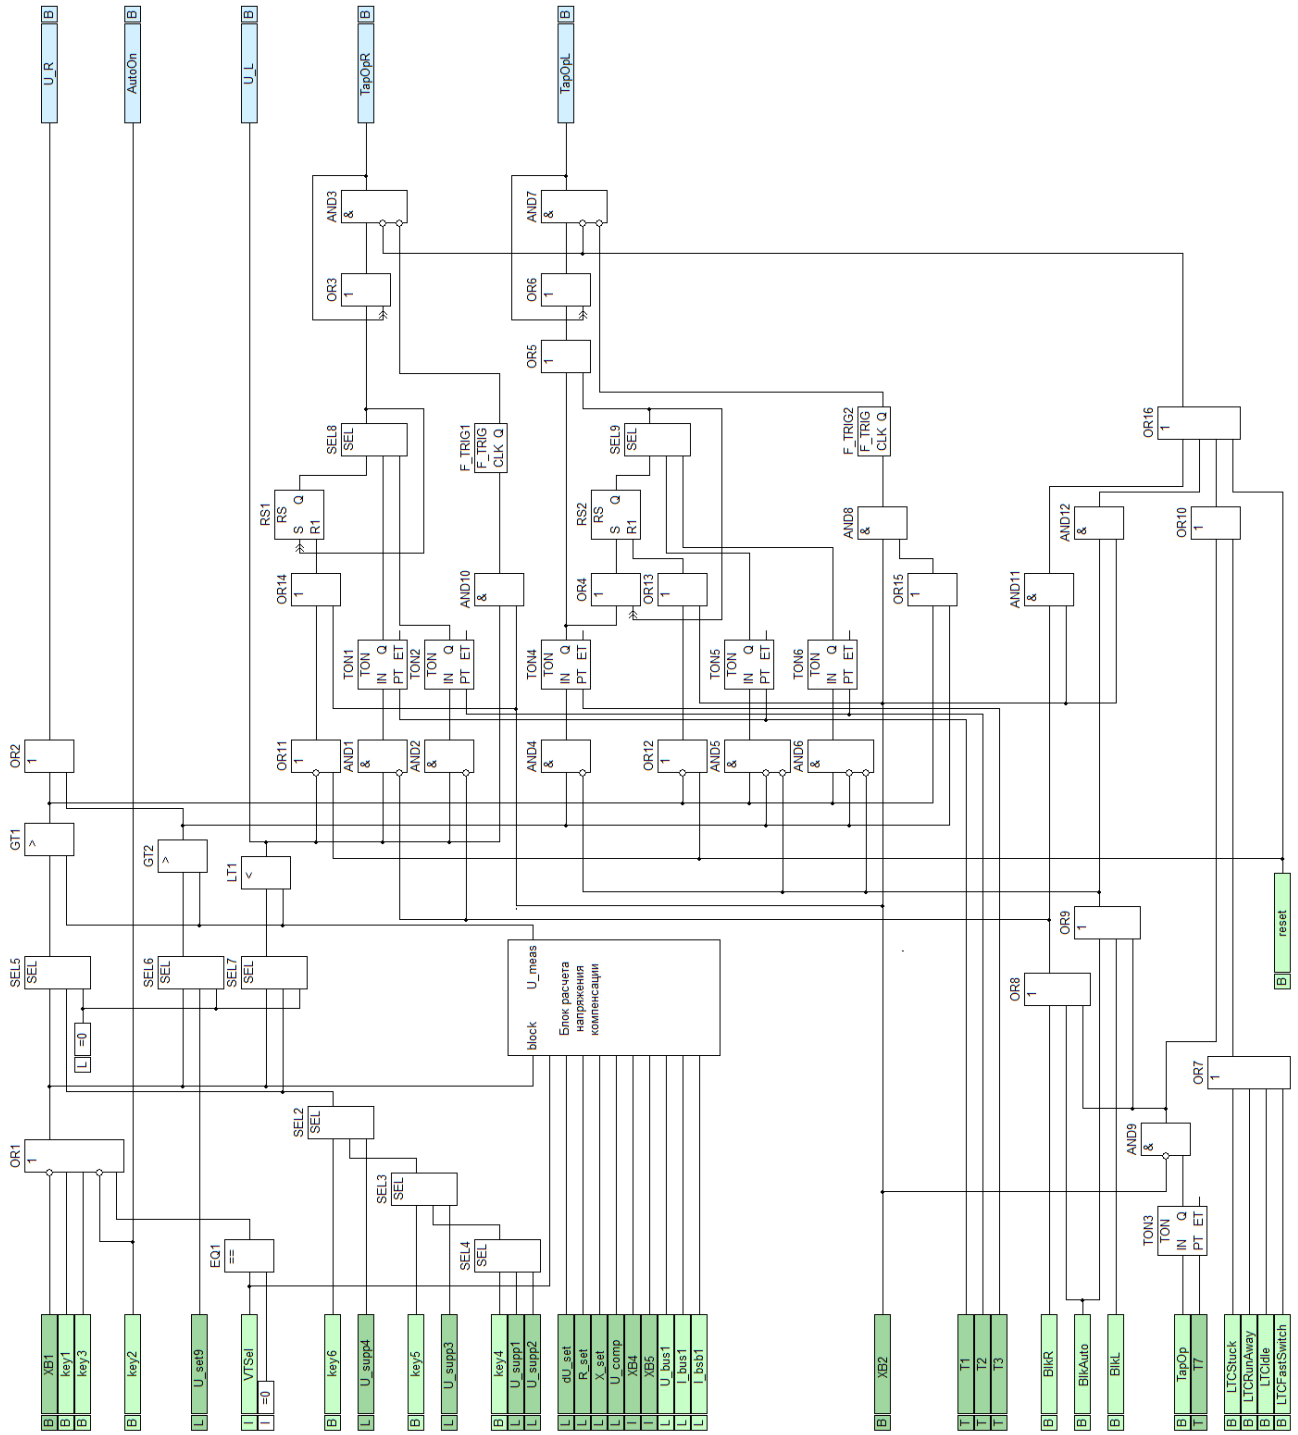 B
U_R
B
AutoOn
B
U_L
B
TapOpR
B
TapOpL
AND3
&
AND7
&
OR3
1
OR6
1
OR5
1
SEL8
SEL
F_TRIG1
F_TRIG
CLK Q
SEL9
SEL
F_TRIG2
F_TRIG
CLK Q
OR16
1
RS1
RS
S Q
R1
RS2
RS
S Q
R1
AND8
&
AND12
&
OR10
1
OR14
1
AND10
&
OR4
1
OR13
1
OR15
1
AND11
&
TON1
TON
IN Q
PT ET
TON2
TON
IN Q
PT ET
TON4
TON
IN Q
PT ET
TON5
TON
IN Q
PT ET
TON6
TON
IN Q
PT ET
OR2
1
OR11
1
AND1
&
AND2
&
AND4
&
OR12
1
AND5
&
AND6
&
GT1
>
GT2
>
LT1
<
OR9
1
B
reset
SEL5
SEL
SEL6
SEL
SEL7
SEL
block U_meas
Блок расчета
напряжения
компенсации
OR8
1
L =0
OR7
1
SEL2
SEL
AND9
&
OR1
1
SEL3
SEL
TON3
TON
IN Q
PT ET
EQ1
==
SEL4
SEL
B XB1
B key1
B key3
B key2
L U_set9
I VTSel
I =0
B key6
L U_supp4
B key5
L U_supp3
B key4
L U_supp1
L U_supp2
L dU_set
L R_set
L X_set
L U_comp
I XB4
I XB5
L U_bus1
L I_bus1
L I_bsb1
B XB2
T T1
T T2
T T3
B BlkR
B BlkAuto
B BlkL
B TapOp
T T7
B LTCStuck
B LTCRunAway
B LTCIdle
B LTCFastSwitch